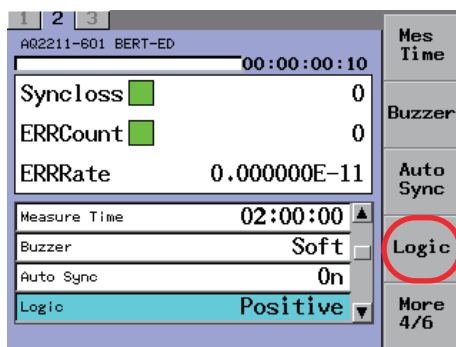 1 2 3
AQ2211-601 BERT-ED
00:00:00:10
Syncloss 0
ERRCount 0
ERRRate 0.000000E-11
Measure Time 02:00:00
Buzzer Soft
Auto Sync On
Logic Positive
Mes
Time
Buzzer
Auto
Sync
Logic
More
4/6